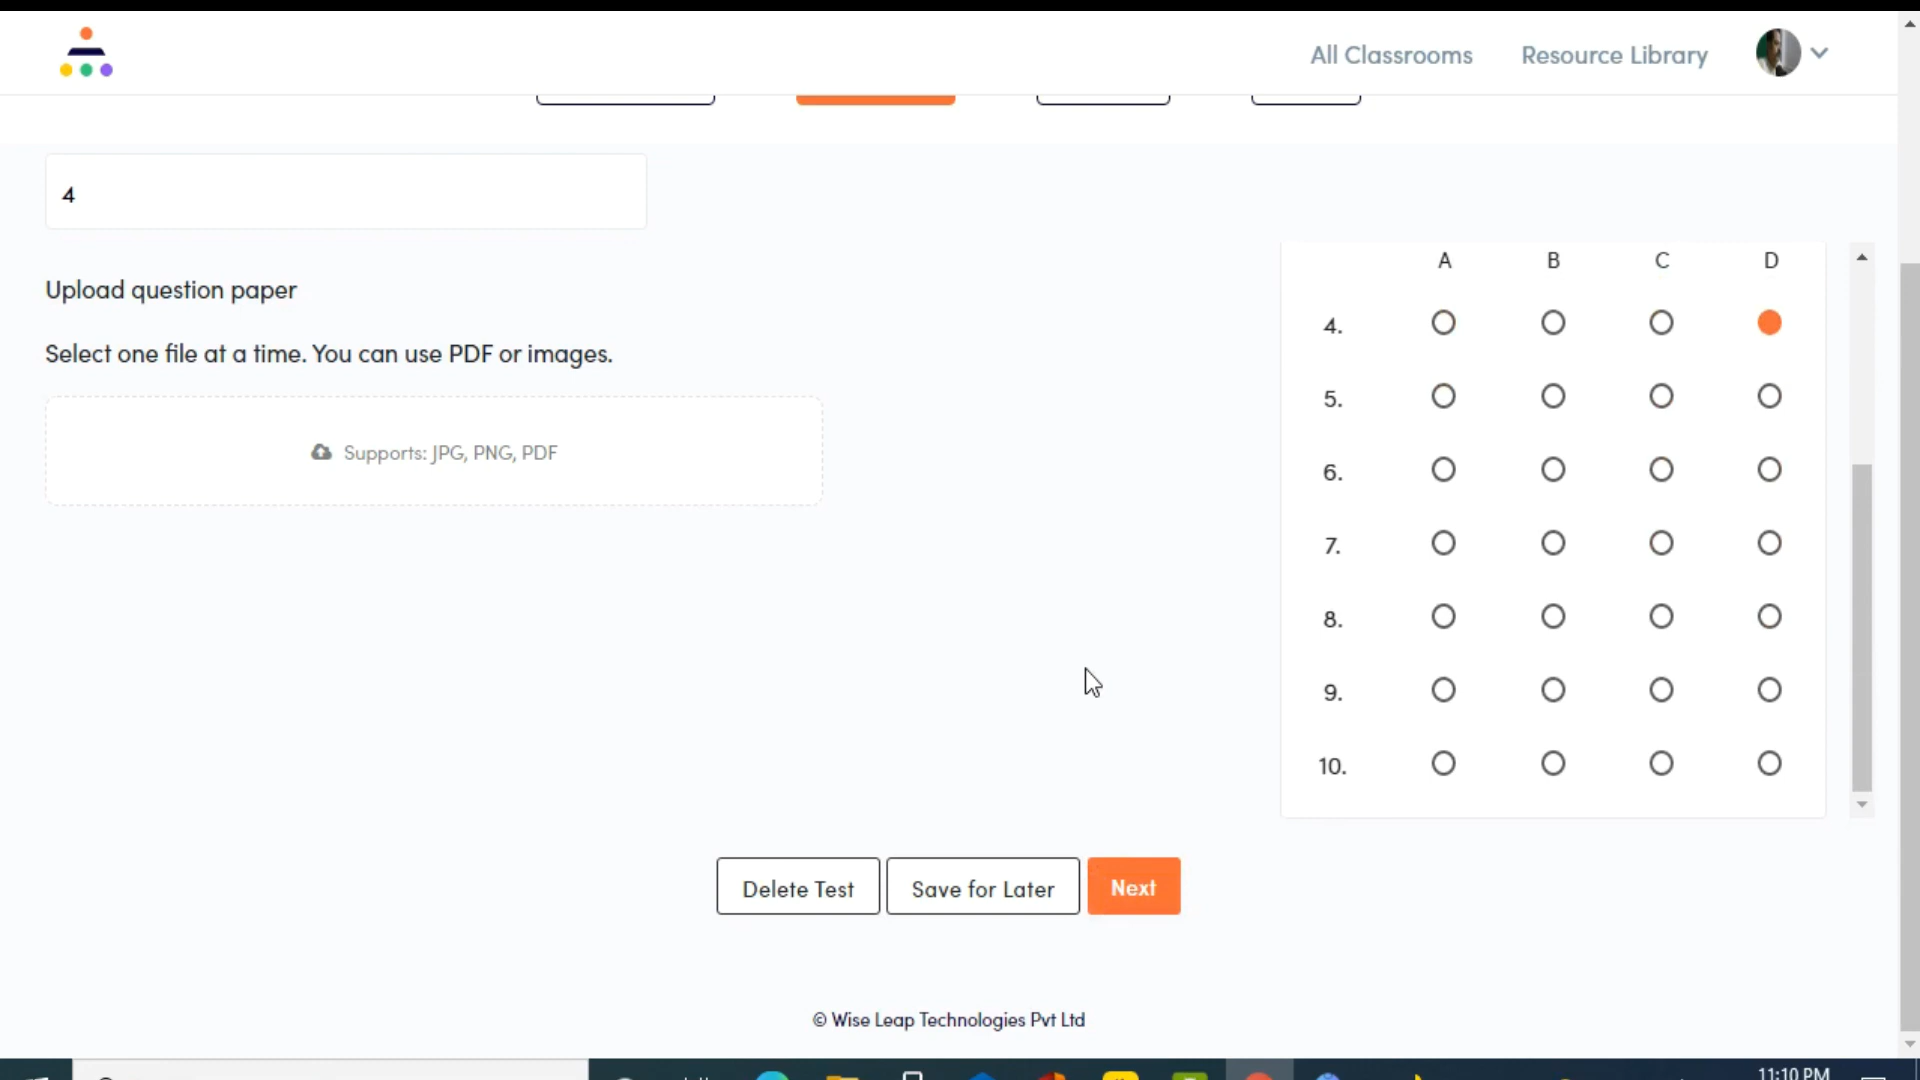 All Classrooms Resource Library
4
Upload question paper
Select one file at a time. You can use PDF or images.
Supports: JPG, PNG, PDF
A B C D
4.
5.
6.
7.
8.
9.
10.
Delete Test Save for Later Next
© Wise Leap Technologies Pvt Ltd
11:10 PM